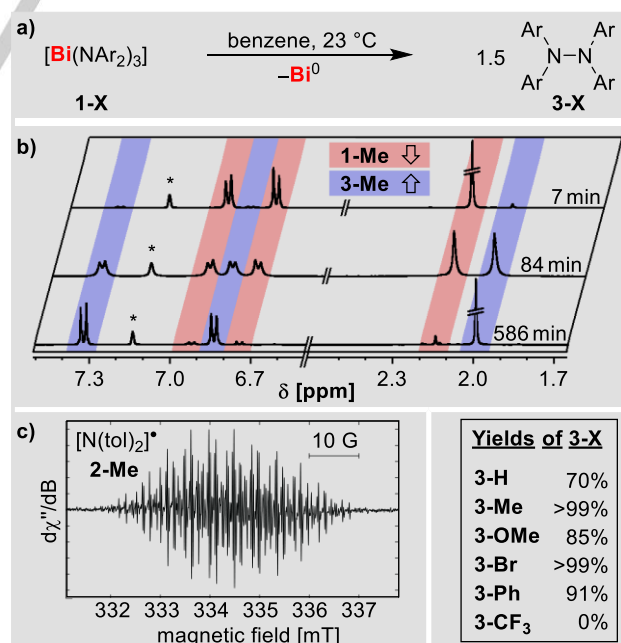 a)
[Bi(NAr₂)₃]
1-X
benzene, 23 °C
–Bi⁰
1.5
Ar Ar
N–N
Ar Ar
3-X
b)
1-Me ⇩
3-Me ⇧
*
7 min
*
84 min
*
586 min
7.3 7.0 6.7 2.3 2.0 1.7
δ [ppm]
c)
[N(tol)₂]•
2-Me
10 G
dχ''/dB
332 333 334 335 336 337
magnetic field [mT]
Yields of 3-X
3-H 70%
3-Me >99%
3-OMe 85%
3-Br >99%
3-Ph 91%
3-CF₃ 0%